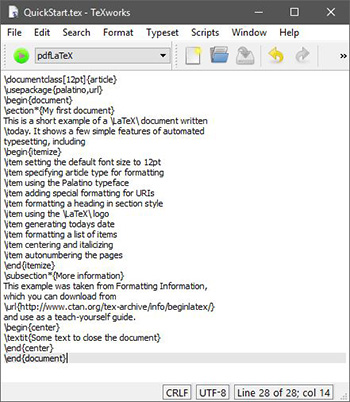 QuickStart.tex - TeXworks
File Edit Search Format Typeset Scripts Window Help
pdfLaTeX
\documentclass[12pt]{article}
\usepackage{palatino,url}
\begin{document}
\section*{My first document}
This is a short example of a \LaTeX\ document written
\today. It shows a few simple features of automated
typesetting, including
\begin{itemize}
\item setting the default font size to 12pt
\item specifying article type for formatting
\item using the Palatino typeface
\item adding special formatting for URIs
\item formatting a heading in section style
\item using the \LaTeX\ logo
\item generating todays date
\item formatting a list of items
\item centering and italicizing
\item autonumbering the pages
\end{itemize}
\subsection*{More information}
This example was taken from Formatting Information,
which you can download from
\url{http://www.ctan.org/tex-archive/info/beginlatex/}
and use as a teach-yourself guide.
\begin{center}
\textit{Some text to close the document}
\end{center}
\end{document}
CRLF UTF-8 Line 28 of 28; col 14